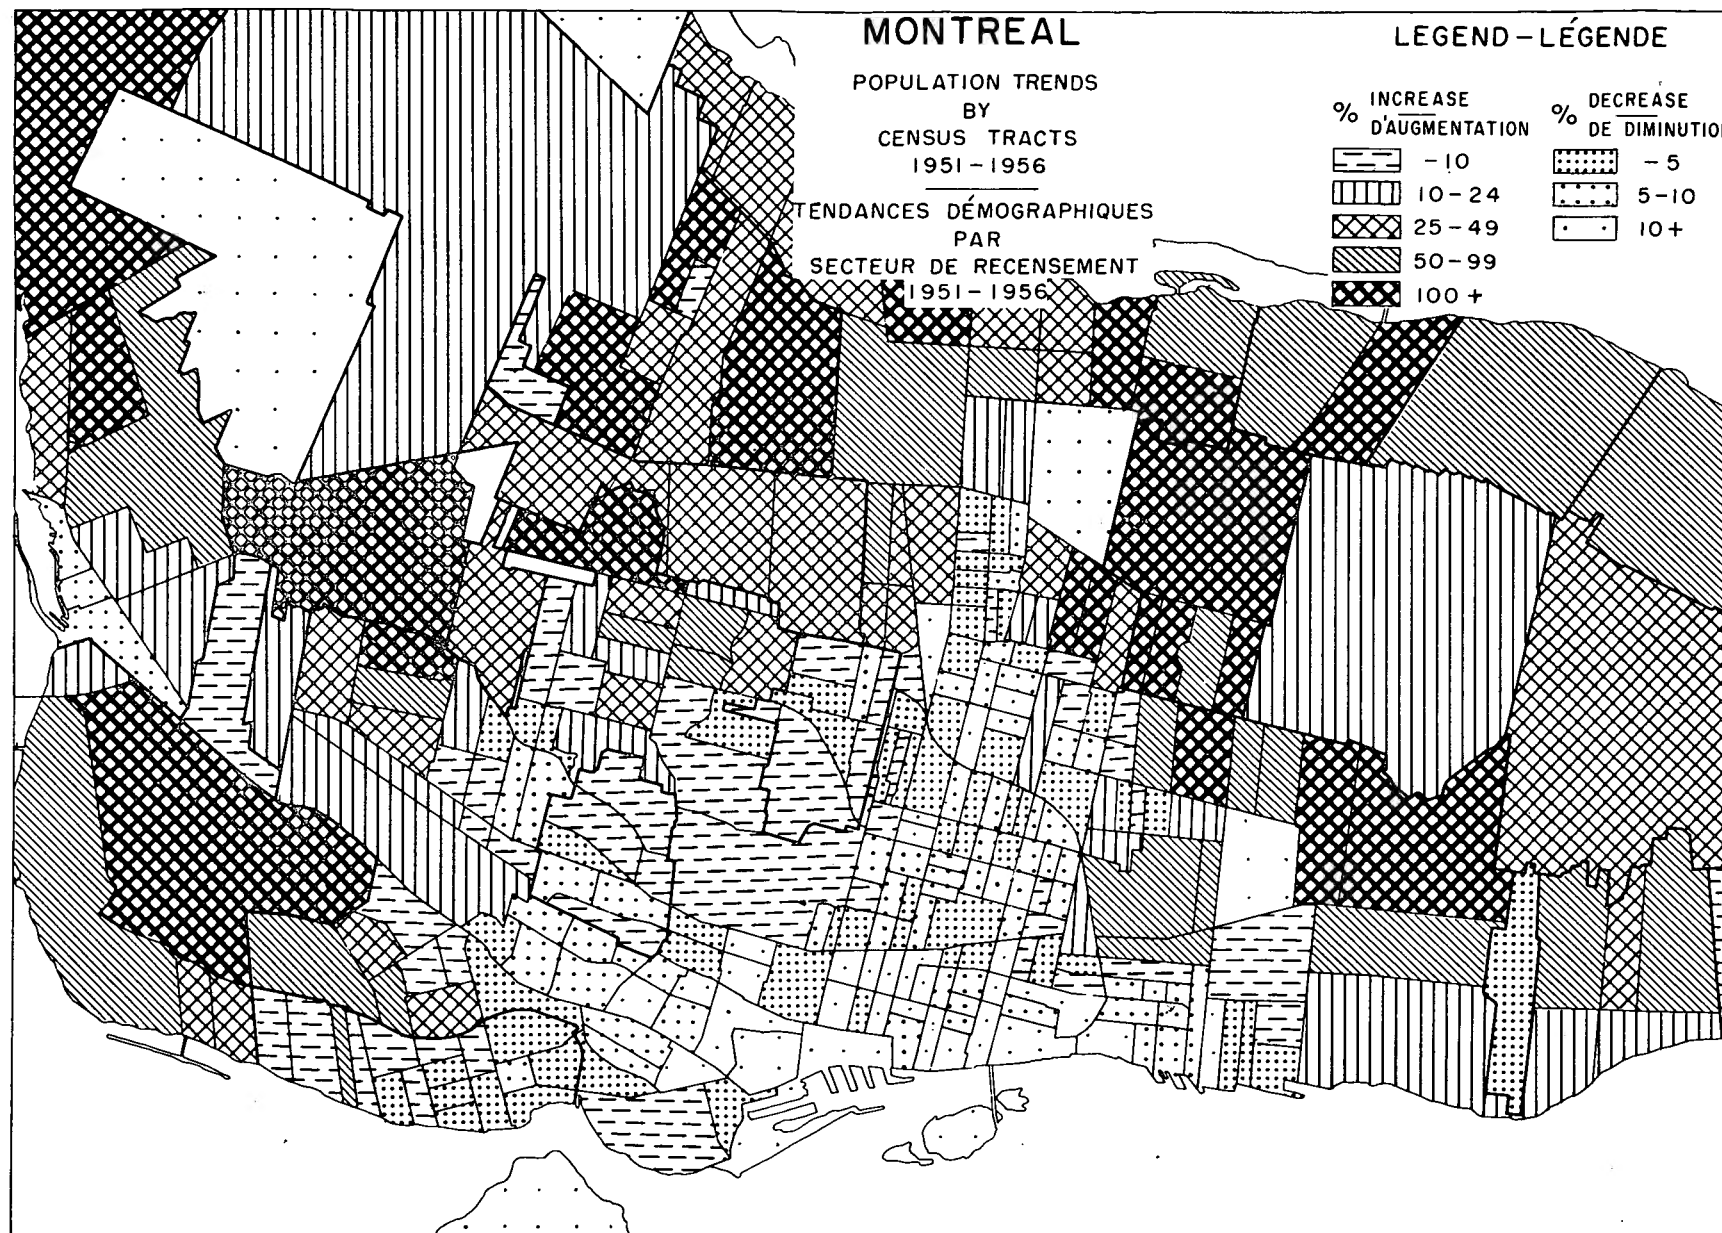 MONTREAL
POPULATION TRENDS
BY
CENSUS TRACTS
1951-1956
TENDANCES DÉMOGRAPHIQUES
PAR
SECTEUR DE RECENSEMENT
1951-1956
LEGEND-LÉGENDE
% INCREASE
D'AUGMENTATION
-10
10-24
25-49
50-99
100+
% DECREASE
DE DIMINUTION
-5
5-10
10+